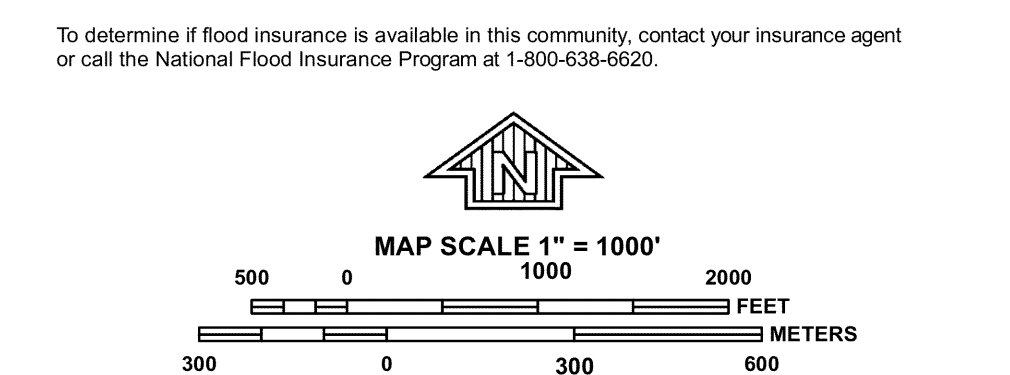 To determine if flood insurance is available in this community, contact your insurance agent
or call the National Flood Insurance Program at 1-800-638-6620.
N
MAP SCALE 1" = 1000'
500 0 1000 2000
FEET
METERS
300 0 300 600